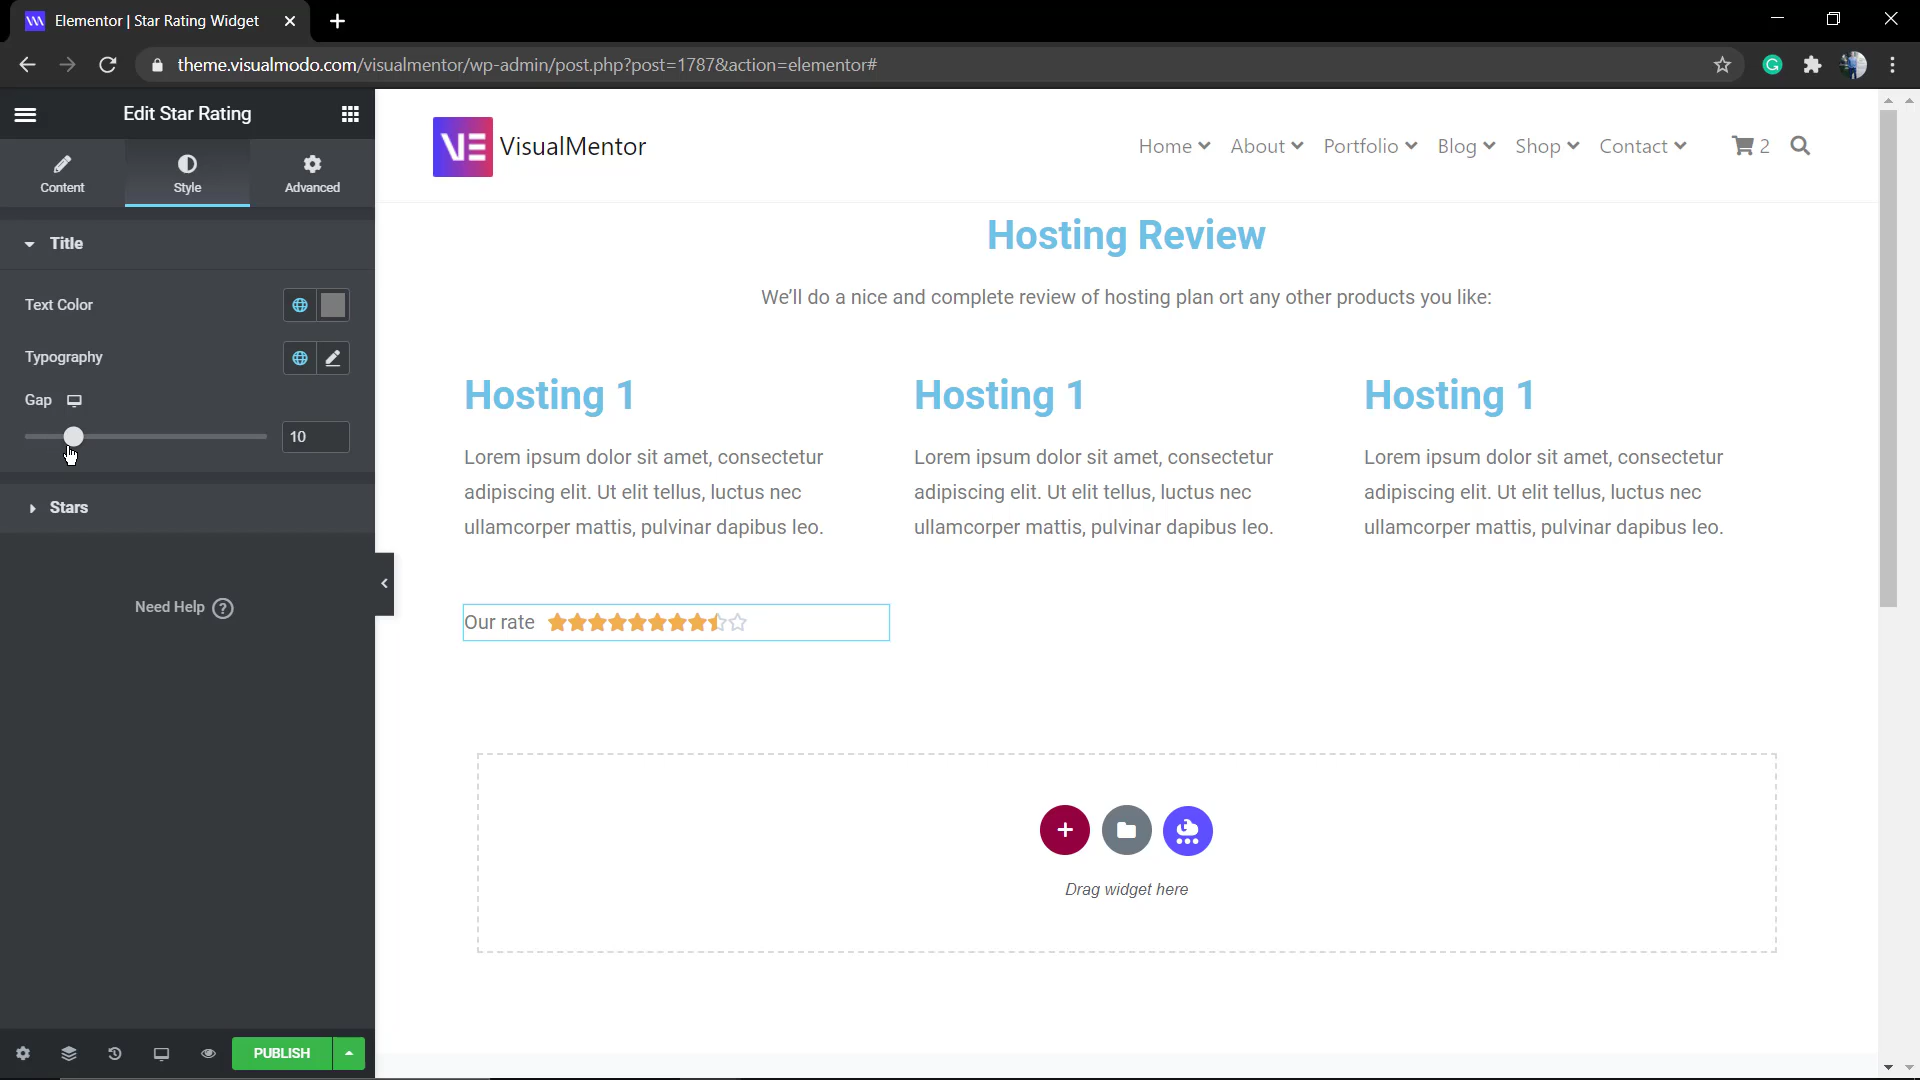 Elementor | Star Rating Widget
theme.visualmodo.com/visualmentor/wp-admin/post.php?post=1787&action=elementor#
Edit Star Rating
Content
Style
Advanced
Title
Text Color
Typography
Gap
10
Stars
Need Help
PUBLISH
VE VisualMentor
Home About Portfolio Blog Shop Contact 2
Hosting Review
We'll do a nice and complete review of hosting plan ort any other products you like:
Hosting 1
Lorem ipsum dolor sit amet, consectetur
adipiscing elit. Ut elit tellus, luctus nec
ullamcorper mattis, pulvinar dapibus leo.
Hosting 1
Lorem ipsum dolor sit amet, consectetur
adipiscing elit. Ut elit tellus, luctus nec
ullamcorper mattis, pulvinar dapibus leo.
Hosting 1
Lorem ipsum dolor sit amet, consectetur
adipiscing elit. Ut elit tellus, luctus nec
ullamcorper mattis, pulvinar dapibus leo.
Our rate
Drag widget here